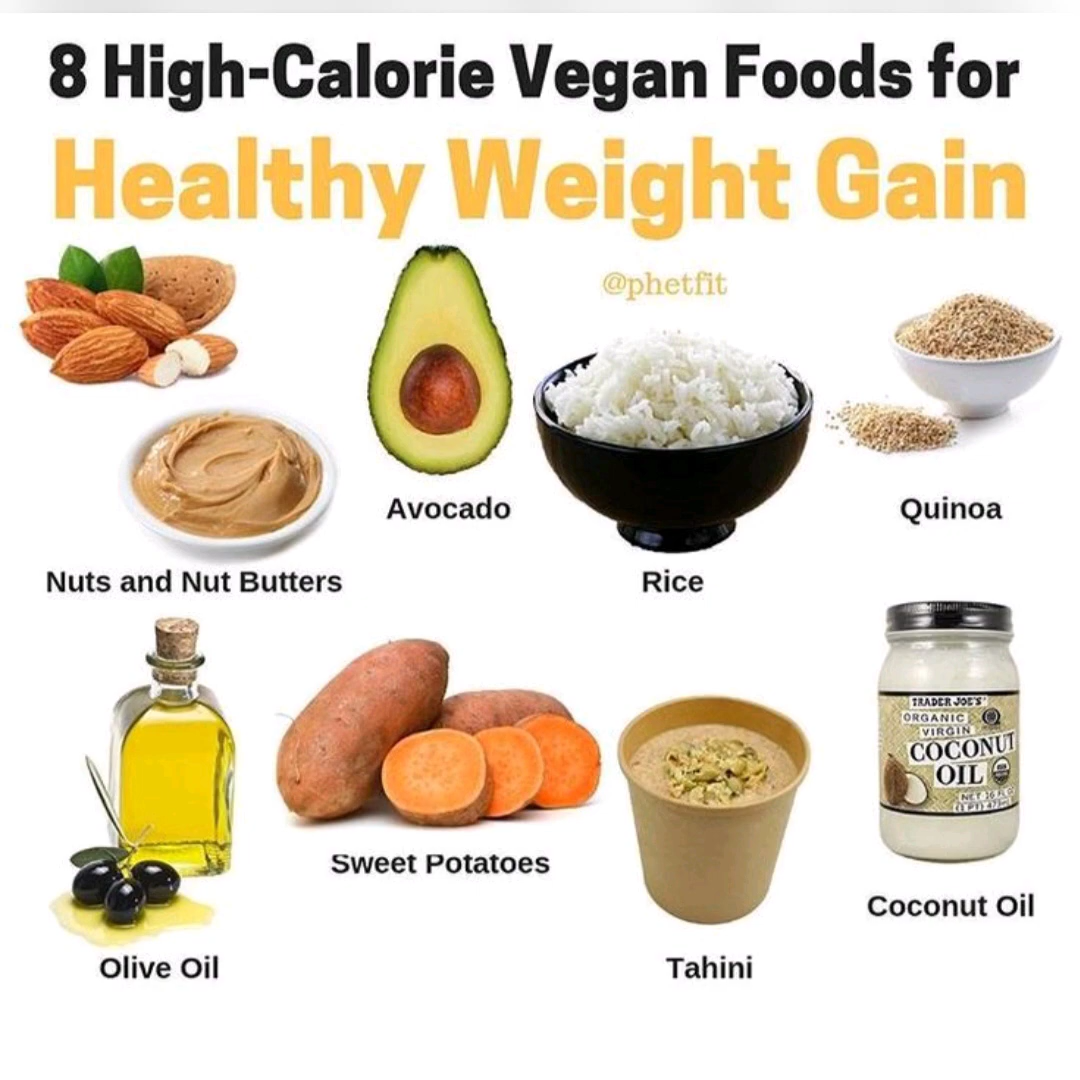 8 High-Calorie Vegan Foods for
Healthy Weight Gain
@phetfit
Avocado
Quinoa
Nuts and Nut Butters
Rice
TRADER JOE'S
ORGANIC
VIRGIN
COCONUT
OIL
Sweet Potatoes
Coconut Oil
Olive Oil
Tahini